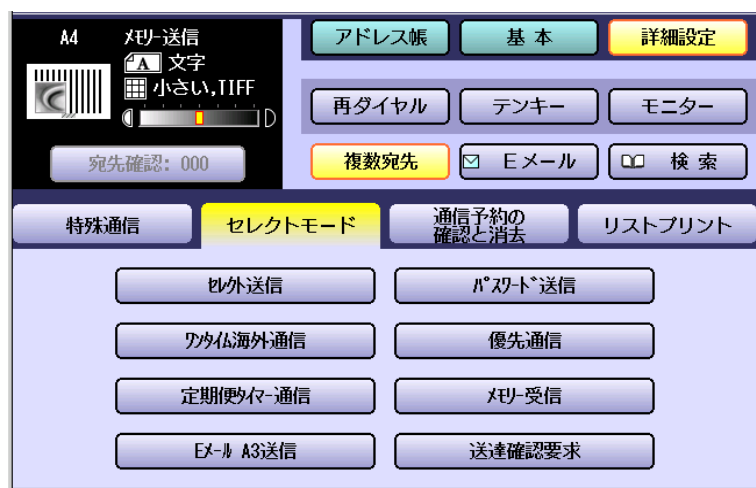 A4 ﾒﾓﾘｰ送信
A 文字
小さい,TIFF
宛先確認: 000
アドレス帳
基本
詳細設定
再ダイヤル
テンキー
モニター
複数宛先
Eメール
検索
特殊通信
セレクトモード
通信予約の
確認と消去
リストプリント
ｾﾚｸﾄ送信
ﾊﾟｽﾜｰﾄﾞ送信
ﾜﾝﾀｲﾑ海外通信
優先通信
定期便ﾀｲﾏｰ通信
ﾒﾓﾘｰ受信
Eﾒｰﾙ A3送信
送達確認要求